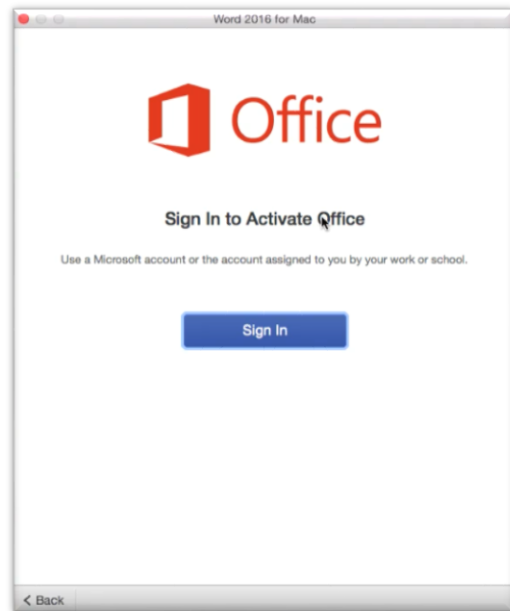 Word 2016 for Mac
Office
Sign In to Activate Office
Use a Microsoft account or the account assigned to you by your work or school.
Sign In
Back